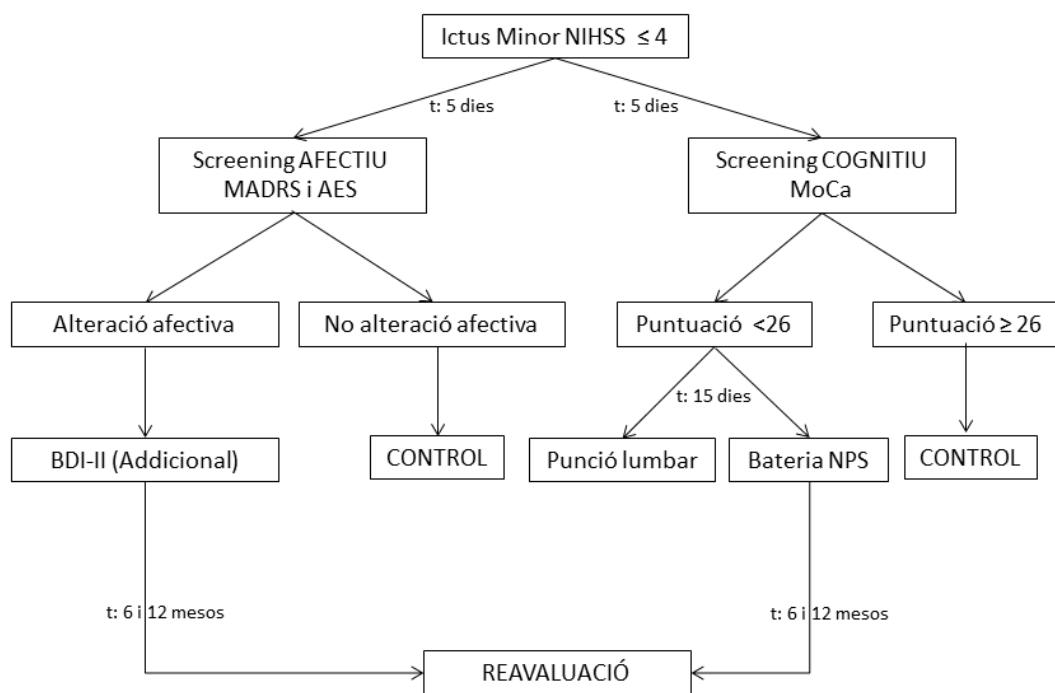 Ictus Minor NIHSS ≤ 4
t: 5 dies
t: 5 dies
Screening AFECTIU
MADRS i AES
Screening COGNITIU
MoCa
Alteració afectiva
No alteració afectiva
Puntuació <26
Puntuació ≥ 26
t: 15 dies
BDI-II (Addicional)
CONTROL
Punció lumbar
Bateria NPS
CONTROL
t: 6 i 12 mesos
t: 6 i 12 mesos
REAVALUACIÓ